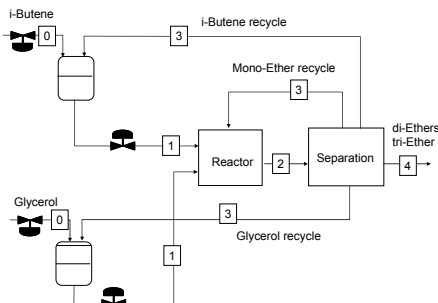 i-Butene
i-Butene recycle
0
3
Mono-Ether recycle
3
di-Ethers
tri-Ether
1
Reactor
2
Separation
4
Glycerol
0
3
Glycerol recycle
1